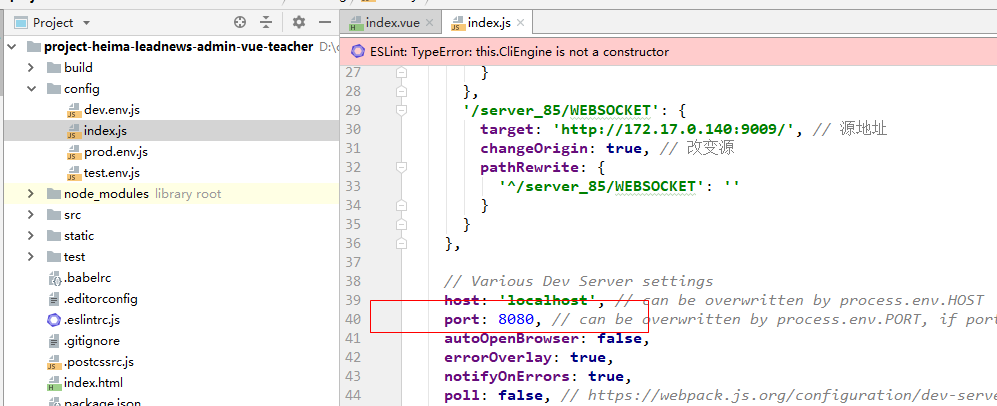 Project
project-heima-leadnews-admin-vue-teacher D:\
build
config
dev.env.js
index.js
prod.env.js
test.env.js
node_modules library root
src
static
test
.babelrc
.editorconfig
.eslintrc.js
.gitignore
.postcssrc.js
index.html
package.json
index.vue
index.js
ESLint: TypeError: this.CliEngine is not a constructor
27 }
28 },
29 '/server_85/WEBSOCKET': {
30 target: 'http://172.17.0.140:9009/', // 源地址
31 changeOrigin: true, // 改变源
32 pathRewrite: {
33 '^/server_85/WEBSOCKET': ''
34 }
35 }
36 },
37
38 // Various Dev Server settings
39 host: 'localhost', // can be overwritten by process.env.HOST
40 port: 8080, // can be overwritten by process.env.PORT, if port
41 autoOpenBrowser: false,
42 errorOverlay: true,
43 notifyOnErrors: true,
44 poll: false, // https://webpack.js.org/configuration/dev-serve